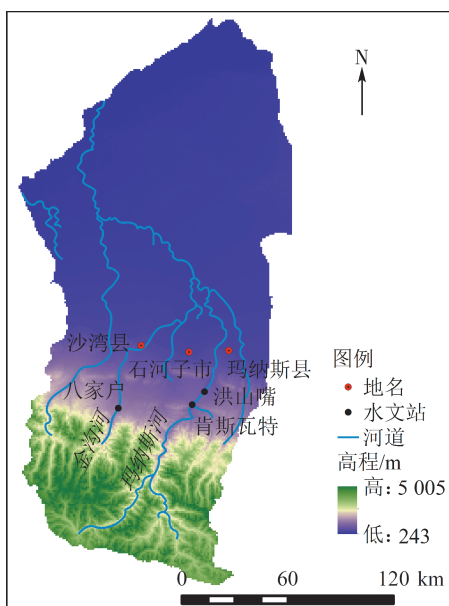 N
沙湾县
石河子市
玛纳斯县
八家户
洪山嘴
肯斯瓦特
金沟河
玛纳斯河
图例
地名
水文站
河道
高程/m
高: 5 005
低: 243
0 60 120 km